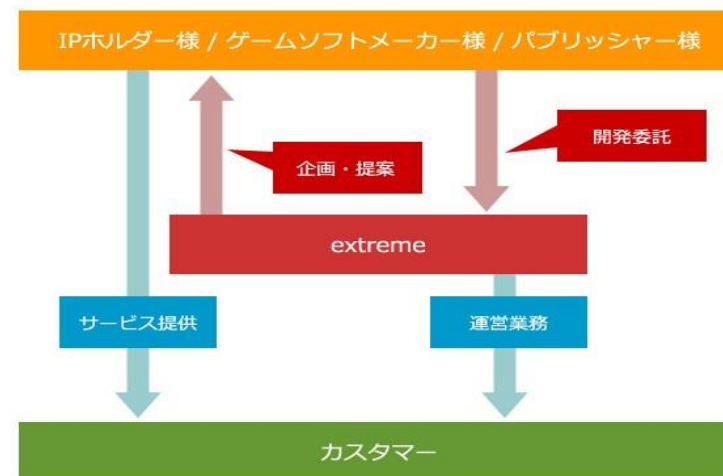 IPホルダー様 / ゲームソフトメーカー様 / パブリッシャー様
開発委託
企画・提案
extreme
サービス提供
運営業務
カスタマー